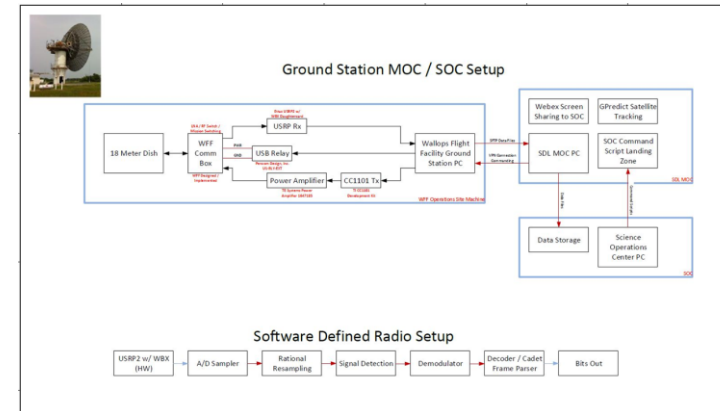 Ground Station MOC / SOC Setup
18 Meter Dish
WFF
Comm
Box
USRP Rx
USB Relay
Power Amplifier
CC1101 Tx
Wallops Flight
Facility Ground
Station PC
WFF Operations Dlle Machine
Webex Screen
Sharing to SOC
GPredict Satellite
Tracking
SDL MOC PC
SOC Command
Script Landing
Zone
SDL MOC
Data Files
Data Storage
Science
Operations
Center PC
SOC
Software Defined Radio Setup
USRP2 w/ WBX
(HW)
A/D Sampler
Rational
Resampling
Signal Detection
Demodulator
Decoder / Cadet
Frame Parser
Bits Out